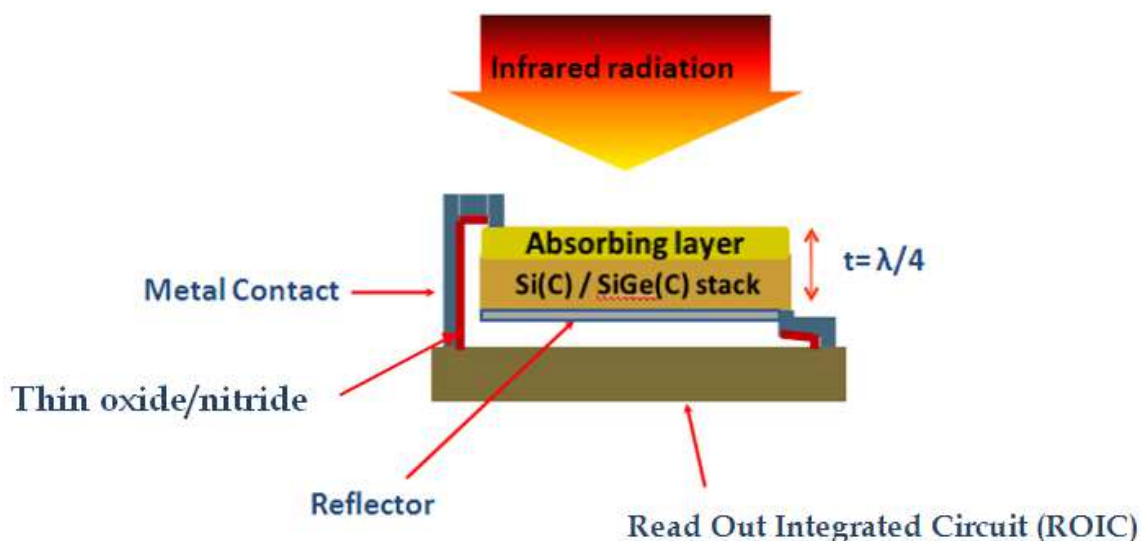 Infrared radiation
Absorbing layer
t= λ/4
Si(C) / SiGe(C) stack
Metal Contact
Thin oxide/nitride
Reflector
Read Out Integrated Circuit (ROIC)